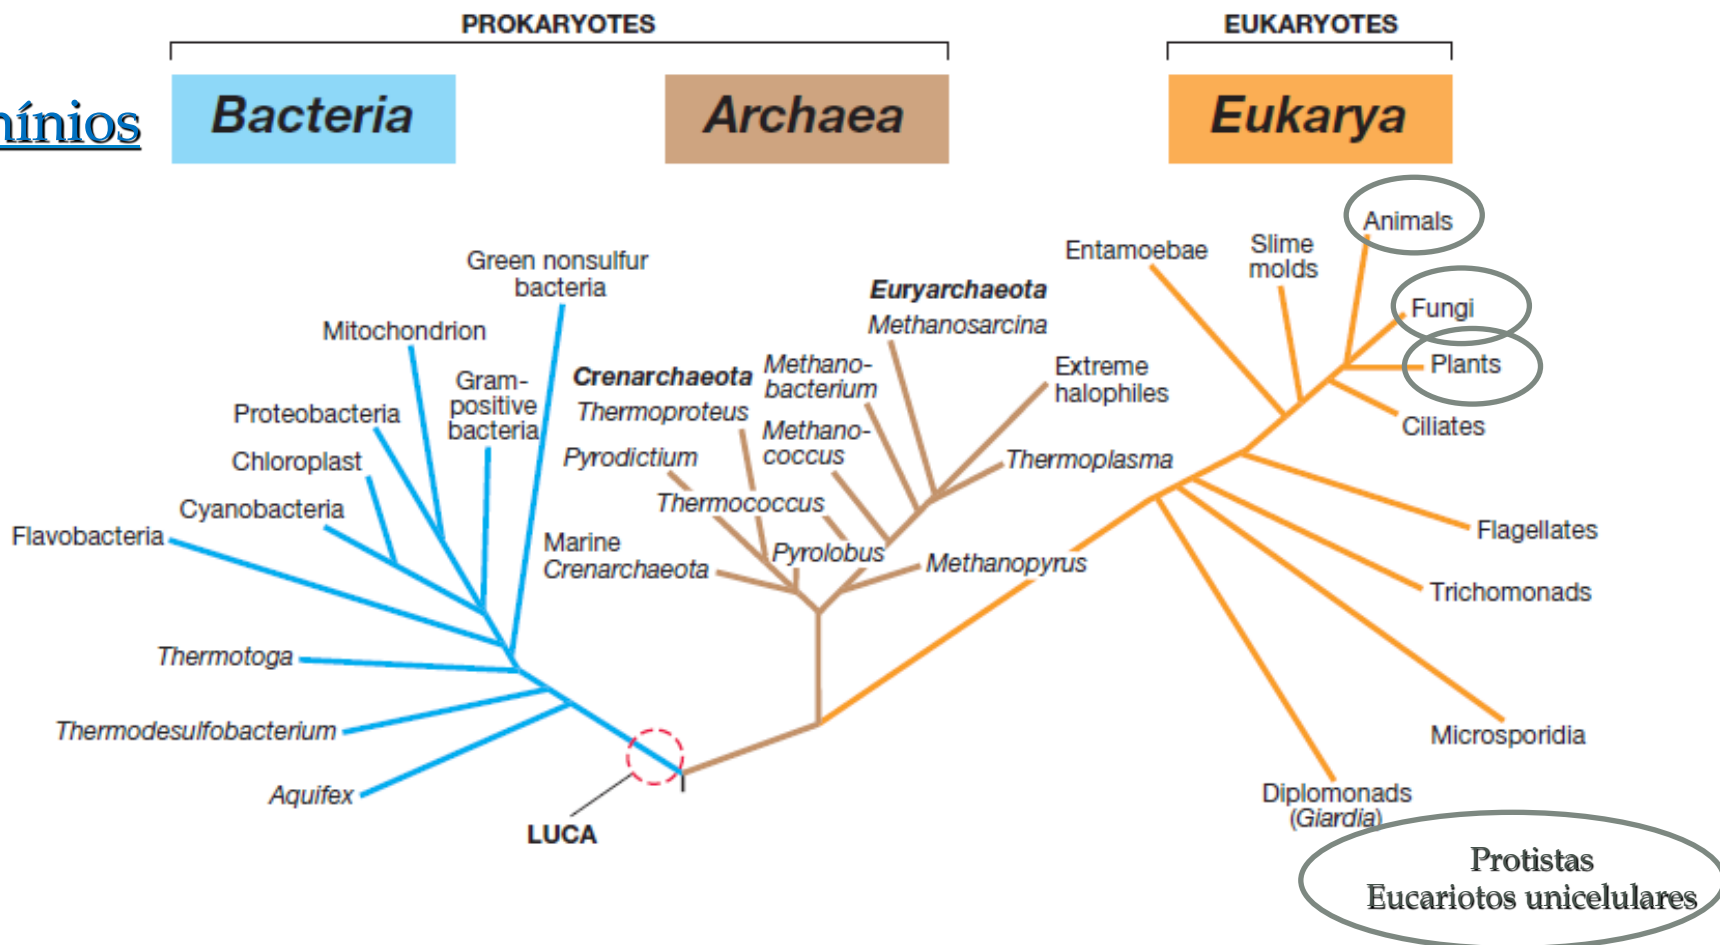 PROKARYOTES
EUKARYOTES
nínios
Bacteria
Archaea
Eukarya
Animals
Entamoebae
Slime
molds
Green nonsulfur
bacteria
Euryarchaeota
Methanosarcina
Fungi
Mitochondrion
Plants
Gram-
positive
bacteria
Crenarchaeota
Thermoproteus
Methano-
bacterium
Extreme
halophiles
Proteobacteria
Ciliates
Chloroplast
Pyrodictium
Methano-
coccus
Thermoplasma
Cyanobacteria
Thermococcus
Flavobacteria
Flagellates
Marine
Crenarchaeota
Pyrolobus
Methanopyrus
Trichomonads
Thermotoga
Thermodesulfobacterium
Microsporidia
Aquifex
Diplomonads
(Giardia)
LUCA
Protistas
Eucariotos unicelulares